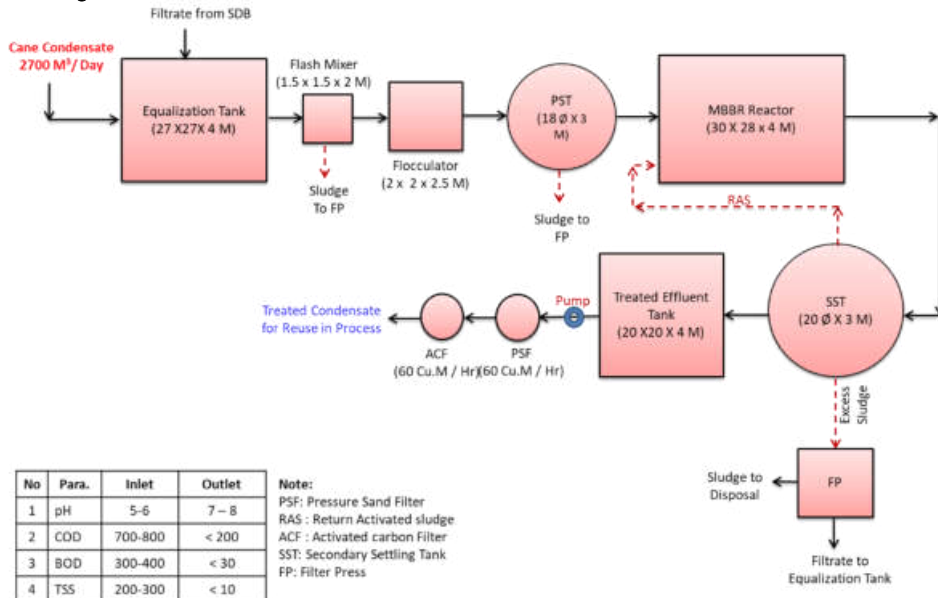 Filtrate from SDB
Cane Condensate
2700 M³/ Day
Equalization Tank
(27 X27X 4 M)
Flash Mixer
(1.5 x 1.5 x 2 M)
Sludge
To FP
Flocculator
(2 x 2 x 2.5 M)
PST
(18 Ø X 3
M)
Sludge to
FP
MBBR Reactor
(30 X 28 x 4 M)
RAS
SST
(20 Ø X 3 M)
Treated Effluent
Tank
(20 X20 X 4 M)
Pump
PSF
(60 Cu.M / Hr)
ACF
(60 Cu.M / Hr)
Treated Condensate
for Reuse in Process
Excess
Sludge
FP
Sludge to
Disposal
Filtrate to
Equalization Tank
No Para. Inlet Outlet
1 pH 5-6 7 – 8
2 COD 700-800 < 200
3 BOD 300-400 < 30
4 TSS 200-300 < 10
Note:
PSF: Pressure Sand Filter
RAS : Return Activated sludge
ACF : Activated carbon Filter
SST: Secondary Settling Tank
FP: Filter Press